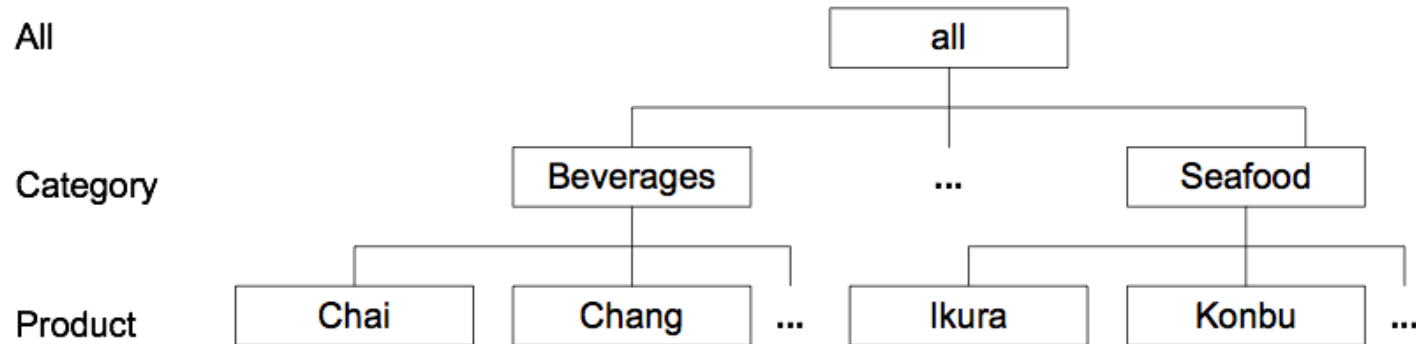 All all
Category Beverages ... Seafood
Product Chai Chang ... Ikura Konbu ...